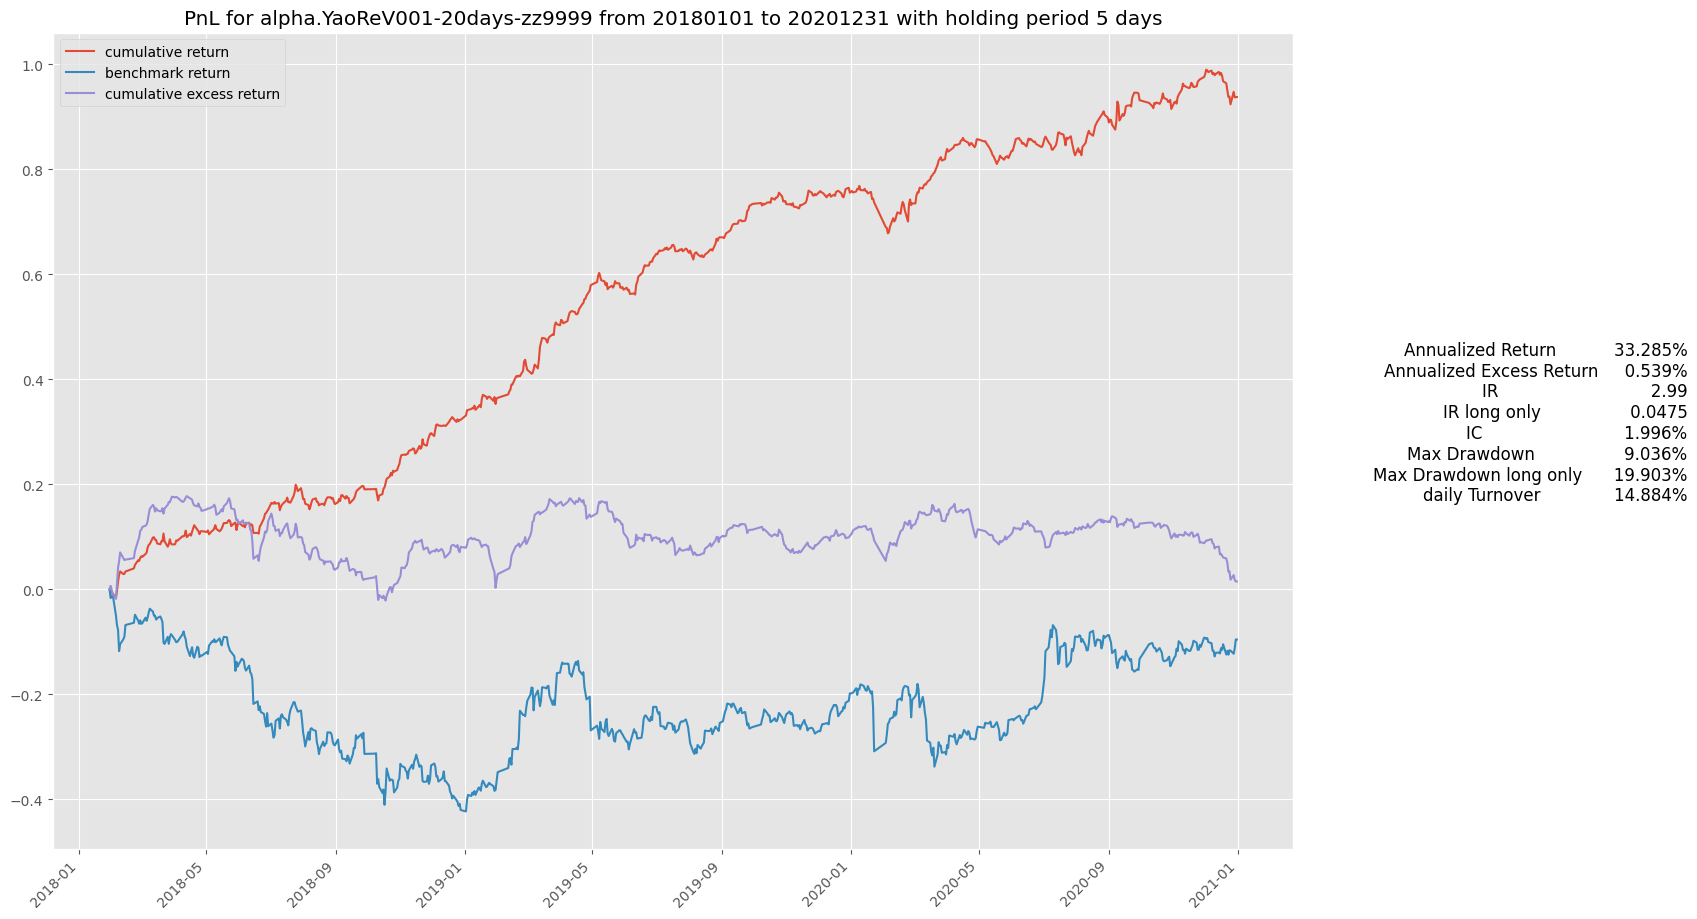 PnL for alpha.YaoReV001-20days-zz9999 from 20180101 to 20201231 with holding period 5 days
cumulative return
benchmark return
cumulative excess return
1.0
0.8
0.6
0.4
0.2
0.0
−0.2
−0.4
2018-01
2018-05
2018-09
2019-01
2019-05
2019-09
2020-01
2020-05
2020-09
2021-01
Annualized Return 33.285%
Annualized Excess Return 0.539%
IR 2.99
IR long only 0.0475
IC 1.996%
Max Drawdown 9.036%
Max Drawdown long only 19.903%
daily Turnover 14.884%